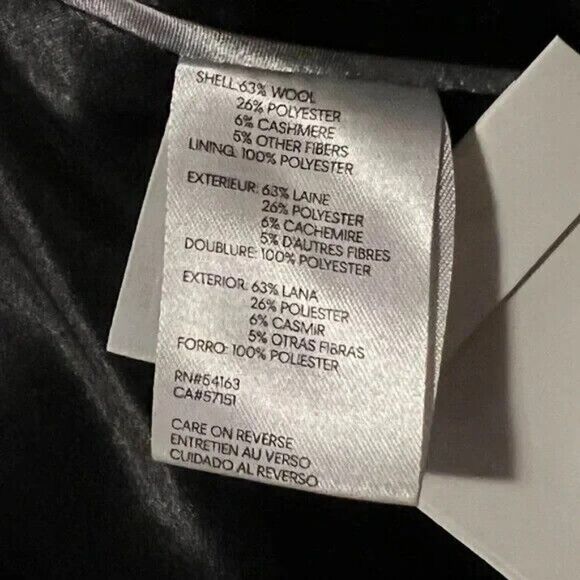 SHELL: 63% WOOL
26% POLYESTER
6% CASHMERE
5% OTHER FIBERS
LINING: 100% POLYESTER
EXTERIEUR: 63% LAINE
26% POLYESTER
6% CACHEMIRE
5% D'AUTRES FIBRES
DOUBLURE: 100% POLYESTER
EXTERIOR: 63% LANA
26% POLIESTER
6% CASMIR
5% OTRAS FIBRAS
FORRO: 100% POLIESTER
RN#54163
CA#57151
CARE ON REVERSE
ENTRETIEN AU VERSO
CUIDADO AL REVERSO